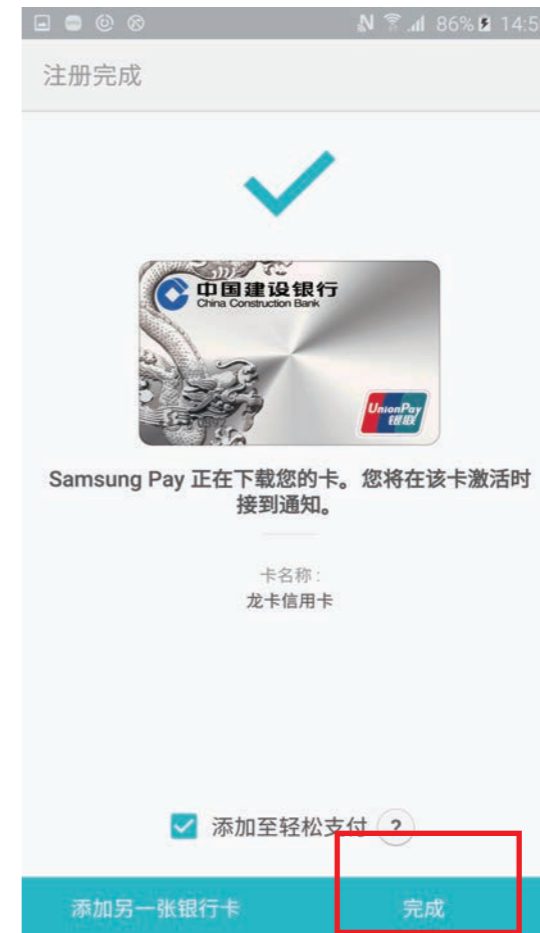 86% 14:5
注册完成
中国建设银行
China Construction Bank
UnionPay
银联
Samsung Pay 正在下载您的卡。您将在该卡激活时
接到通知。
卡名称：
龙卡信用卡
添加至轻松支付 ?
添加另一张银行卡 完成